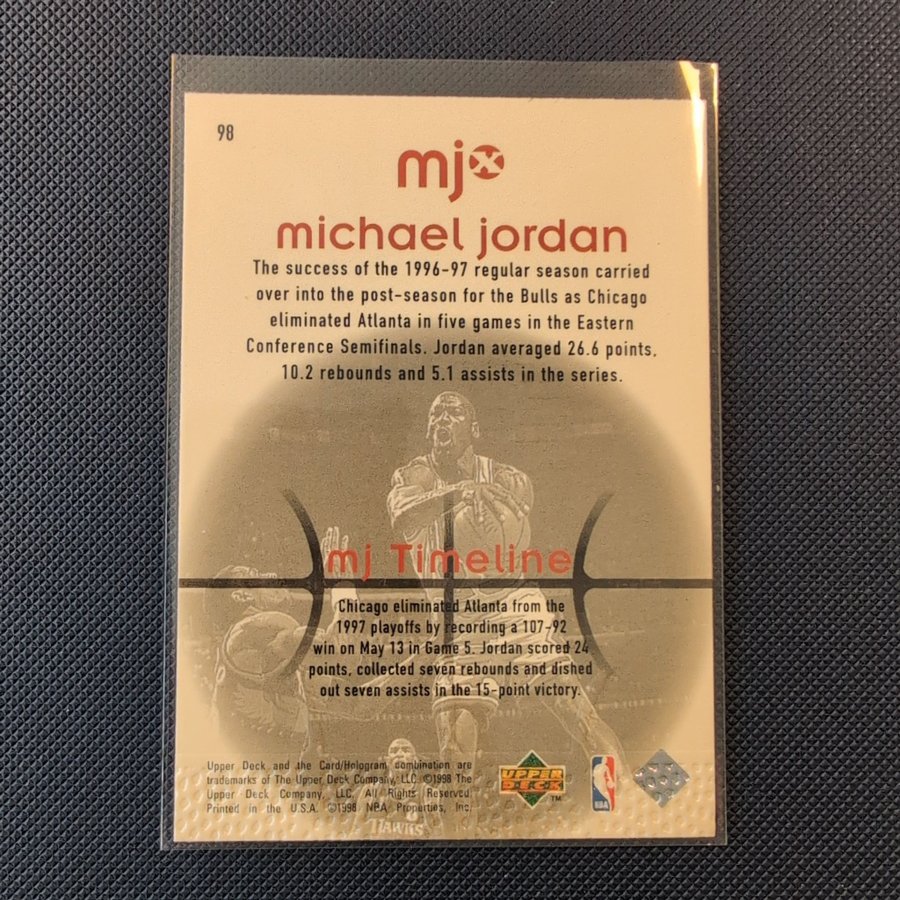 98
mjx
michael jordan
The success of the 1996-97 regular season carried
over into the post-season for the Bulls as Chicago
eliminated Atlanta in five games in the Eastern
Conference Semifinals. Jordan averaged 26.6 points,
10.2 rebounds and 5.1 assists in the series.
mj Timeline
Chicago eliminated Atlanta from the
1997 playoffs by recording a 107-92
win on May 13 in Game 5. Jordan scored 24
points, collected seven rebounds and dished
out seven assists in the 15-point victory.
Upper Deck and the Card/Hologram combination are
trademarks of The Upper Deck Company, LLC ©1998 The
Upper Deck Company, LLC. All Rights Reserved.
Printed in the U.S.A. ©1998 NBA Properties, Inc.
UPPER
DECK
TM
NBA
HAWKS